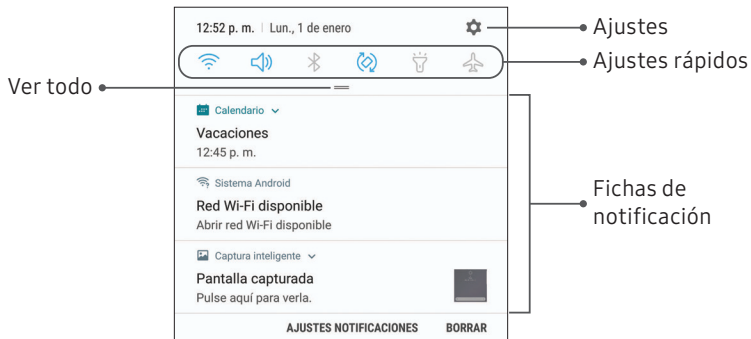 12:52 p. m. | Lun., 1 de enero
Ajustes
Ajustes rápidos
Ver todo
Calendario
Vacaciones
12:45 p. m.
Sistema Android
Red Wi-Fi disponible
Abrir red Wi-Fi disponible
Fichas de
notificación
Captura inteligente
Pantalla capturada
Pulse aquí para verla.
AJUSTES NOTIFICACIONES BORRAR